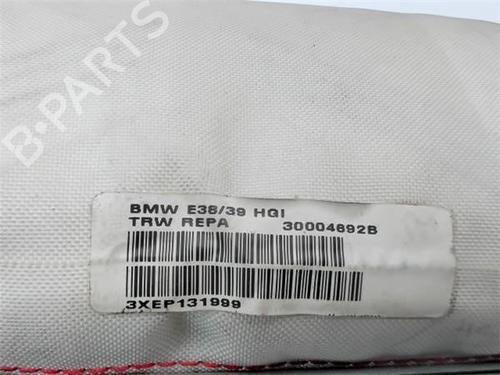 B-PARTS
BMW E38/39 HGI
TRW REPA 30004692B
3XEP131999